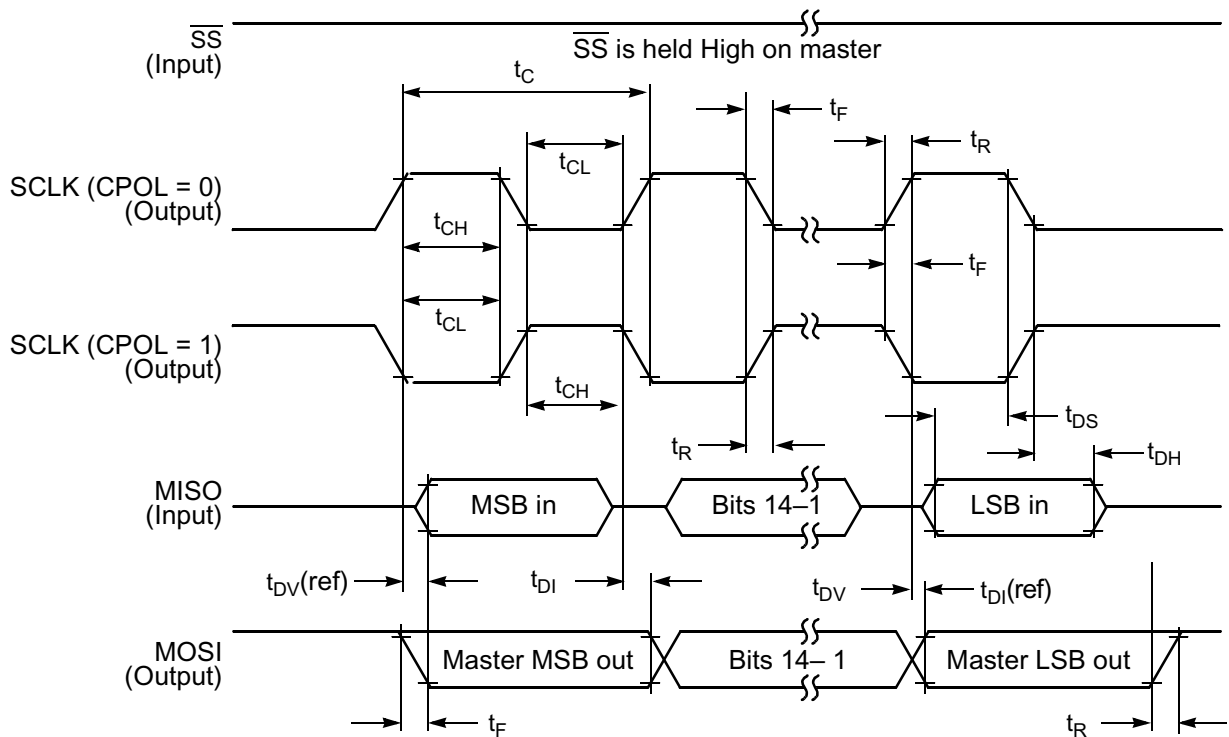 SS
(Input)
SS is held High on master
tC
tF
tR
tCL
SCLK (CPOL = 0)
(Output)
tCH
tF
tCL
SCLK (CPOL = 1)
(Output)
tCH
tDS
tR
tDH
MISO
(Input)
MSB in
Bits 14–1
LSB in
tDV(ref)
tDI
tDV
tDI(ref)
MOSI
(Output)
Master MSB out
Bits 14– 1
Master LSB out
tF
tR